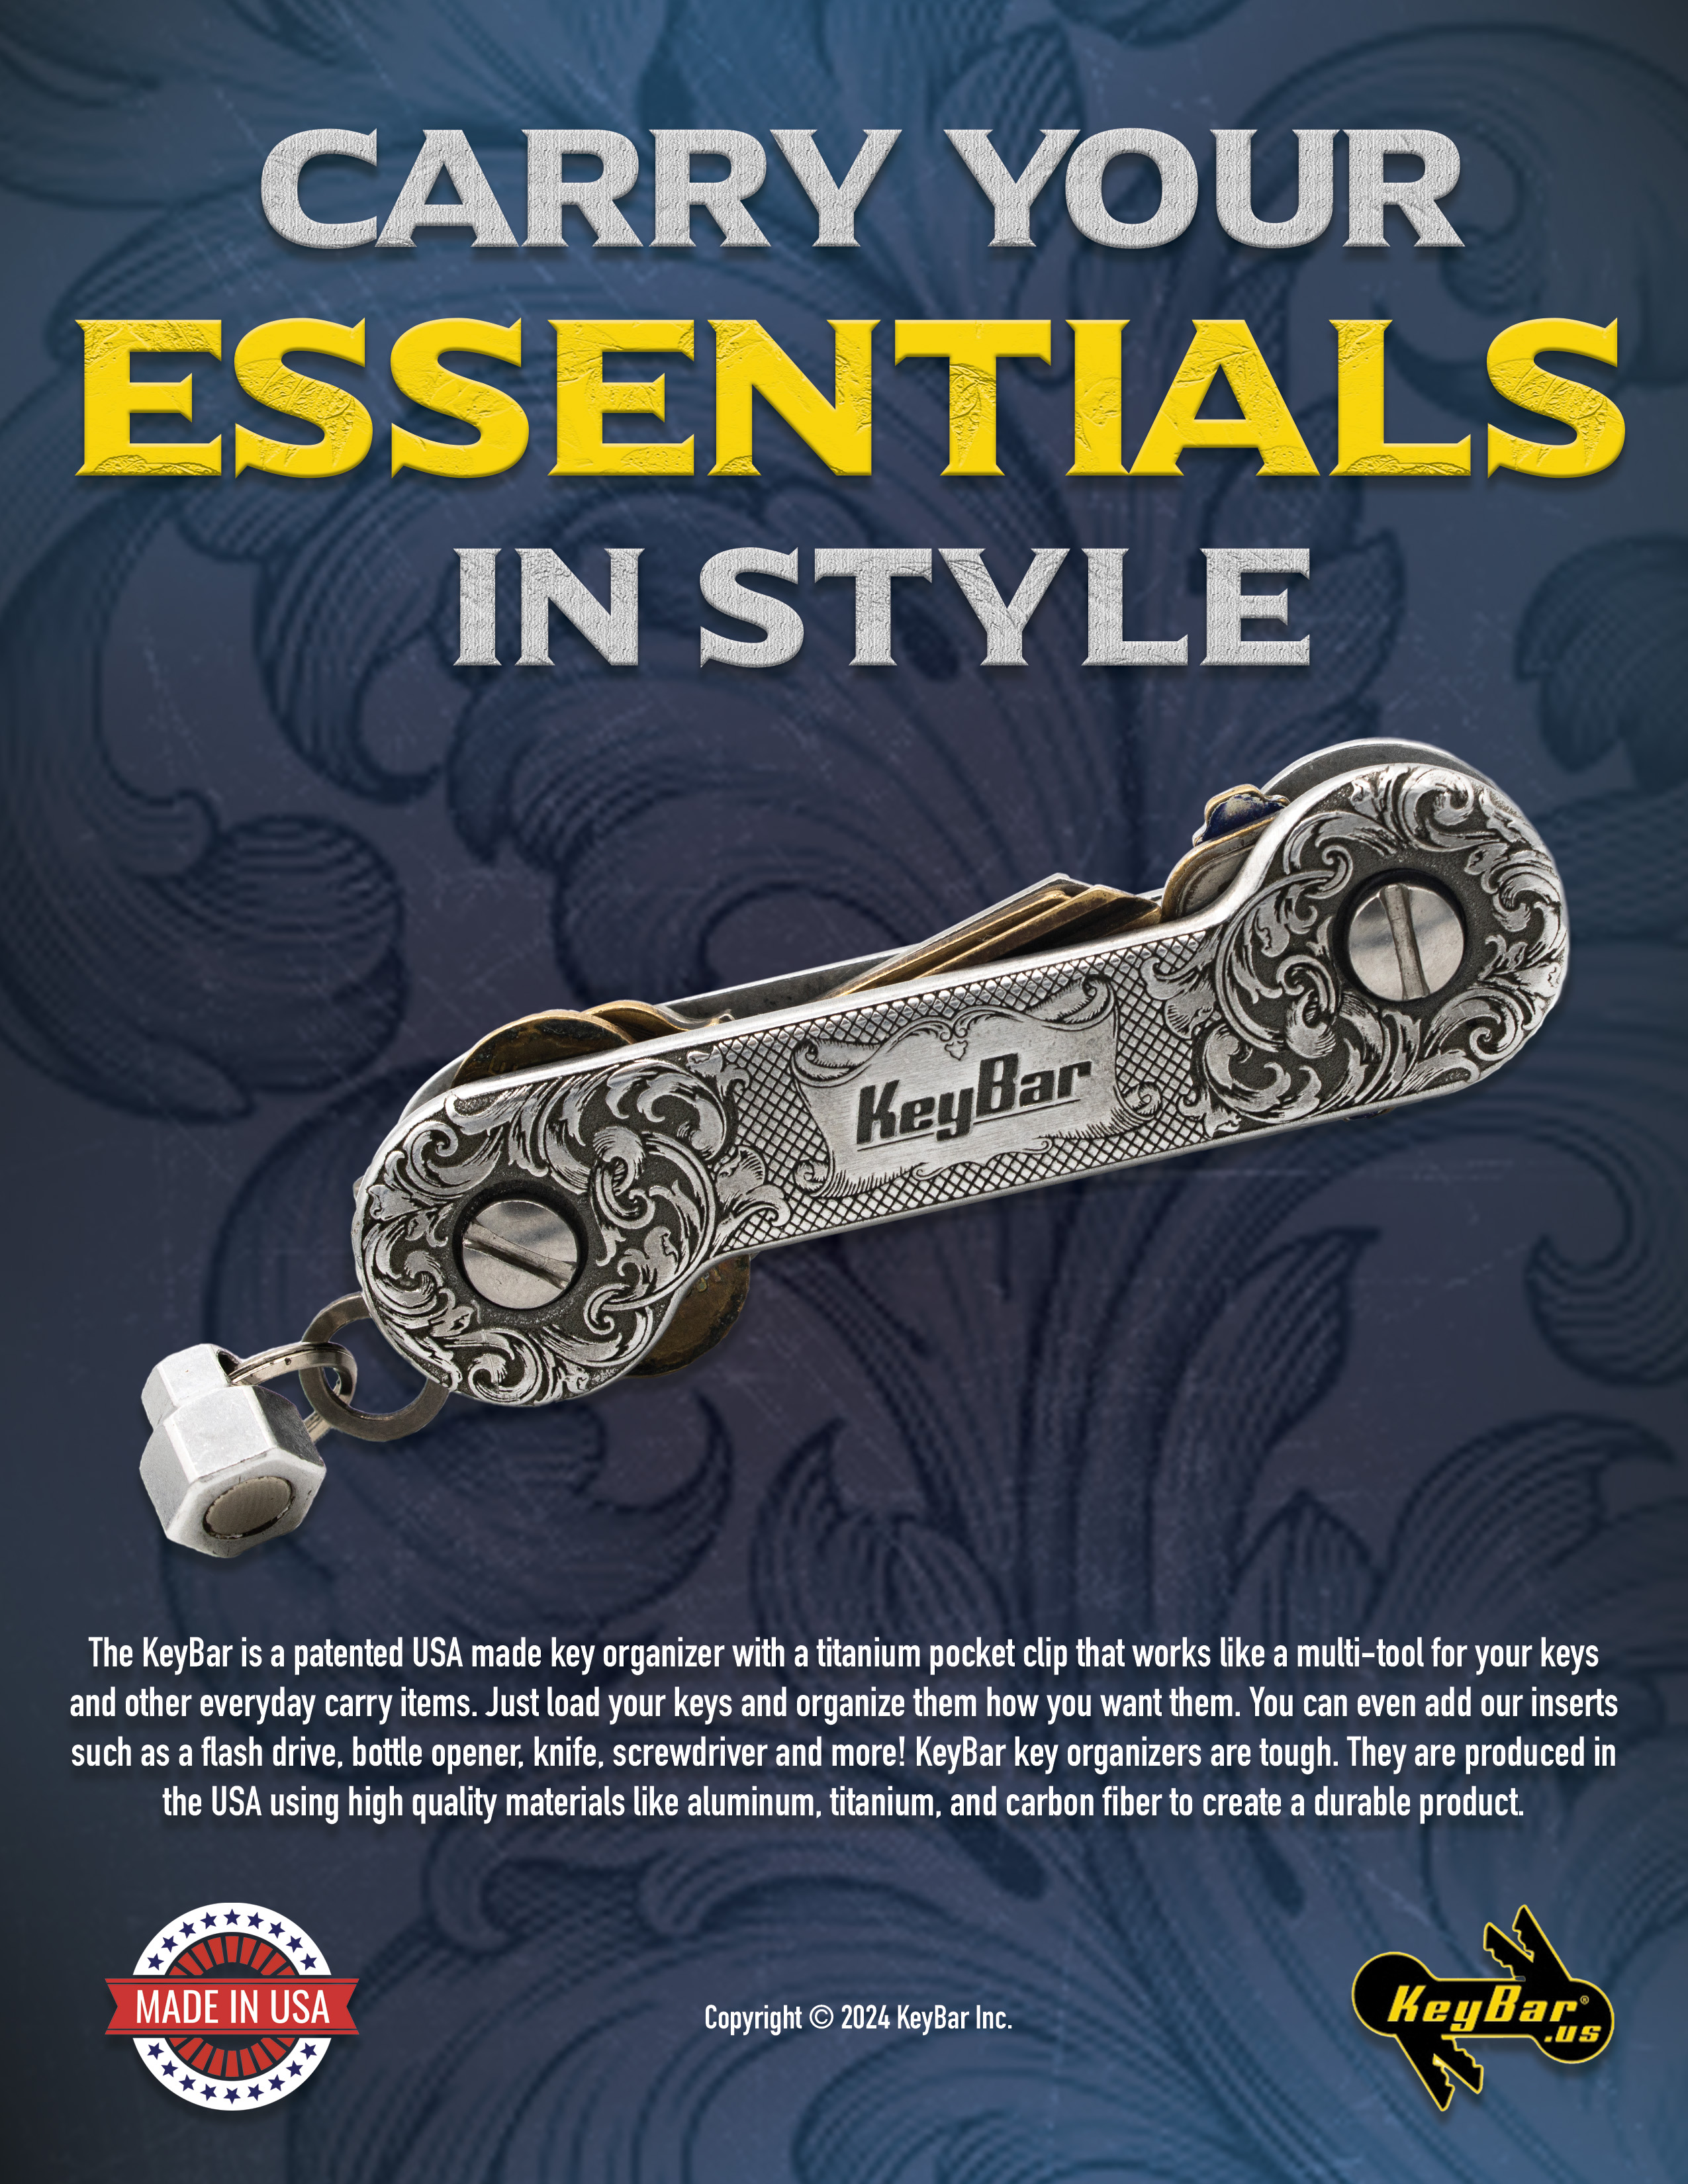 CARRY YOUR
ESSENTIALS
IN STYLE
KeyBar
The KeyBar is a patented USA made key organizer with a titanium pocket clip that works like a multi-tool for your keys
and other everyday carry items. Just load your keys and organize them how you want them. You can even add our inserts
such as a flash drive, bottle opener, knife, screwdriver and more! KeyBar key organizers are tough. They are produced in
the USA using high quality materials like aluminum, titanium, and carbon fiber to create a durable product.
MADE IN USA
Copyright © 2024 KeyBar Inc.
KeyBar®
.us